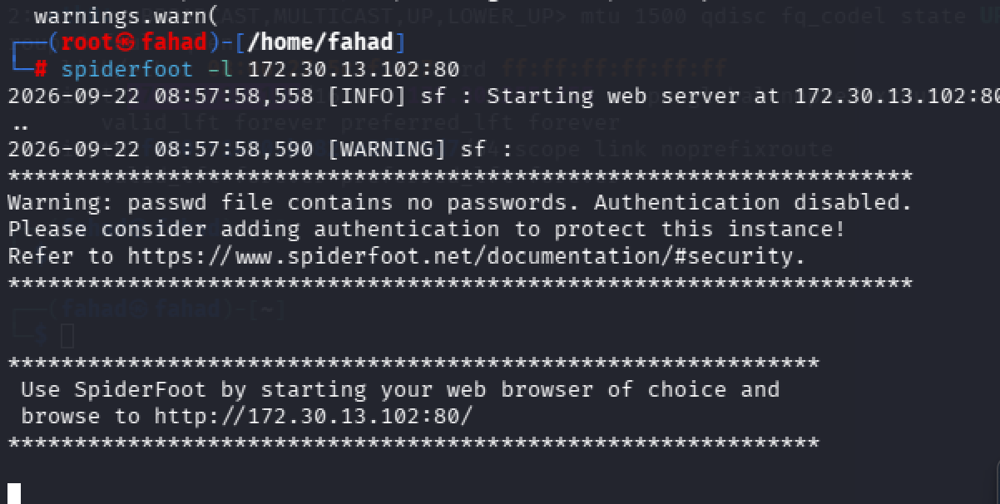 warnings.warn(
┌──(root㉿fahad)-[/home/fahad]
└─# spiderfoot -l 172.30.13.102:80
2026-09-22 08:57:58,558 [INFO] sf : Starting web server at 172.30.13.102:80
..
2026-09-22 08:57:58,590 [WARNING] sf :
********************************************************************
Warning: passwd file contains no passwords. Authentication disabled.
Please consider adding authentication to protect this instance!
Refer to https://www.spiderfoot.net/documentation/#security.
********************************************************************
┌──(fahad㉿fahad)-[~]
└─$
*************************************************************
Use SpiderFoot by starting your web browser of choice and
browse to http://172.30.13.102:80/
*************************************************************